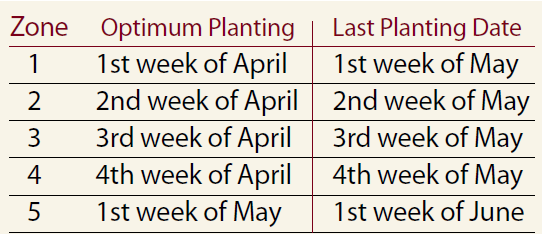 Zone Optimum Planting Last Planting Date
1 1st week of April 1st week of May
2 2nd week of April 2nd week of May
3 3rd week of April 3rd week of May
4 4th week of April 4th week of May
5 1st week of May 1st week of June